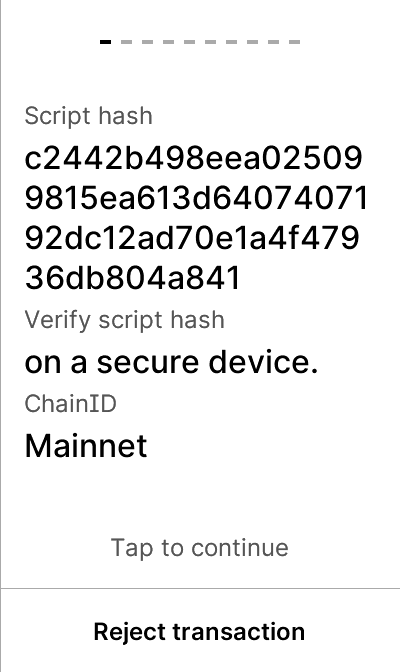 Script hash
c2442b498eea02509
9815ea613d64074071
92dc12ad70e1a4f479
36db804a841
Verify script hash
on a secure device.
ChainID
Mainnet
Tap to continue
Reject transaction